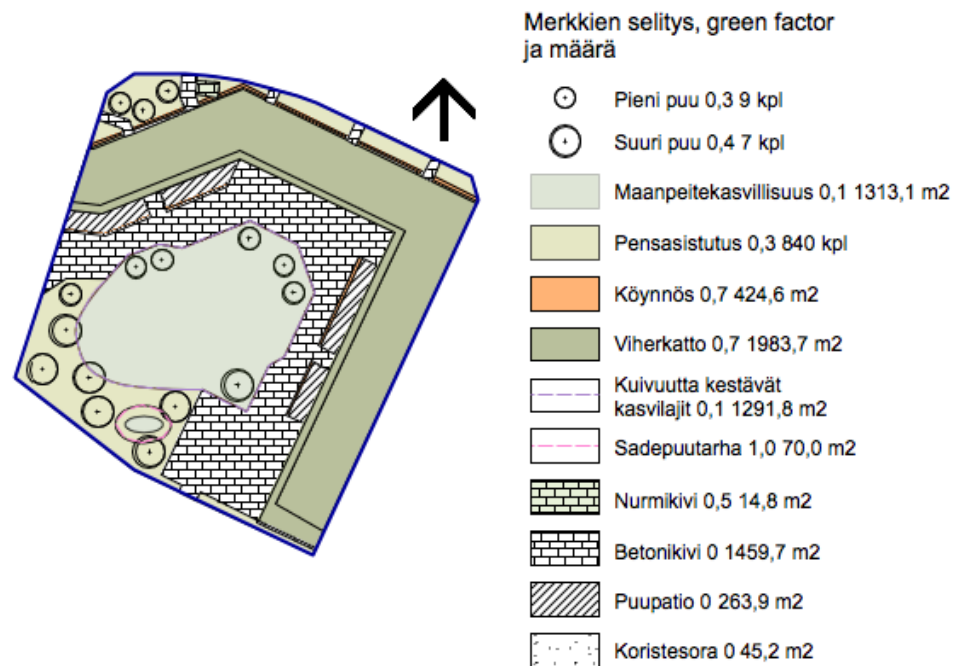 Merkkien selitys, green factor
ja määrä
Pieni puu 0,3 9 kpl
Suuri puu 0,4 7 kpl
Maanpeitekasvillisuus 0,1 1313,1 m2
Pensasistutus 0,3 840 kpl
Köynnös 0,7 424,6 m2
Viherkatto 0,7 1983,7 m2
Kuivuutta kestävät
kasvilajit 0,1 1291,8 m2
Sadepuutarha 1,0 70,0 m2
Nurmikivi 0,5 14,8 m2
Betonikivi 0 1459,7 m2
Puupatio 0 263,9 m2
Koristesora 0 45,2 m2